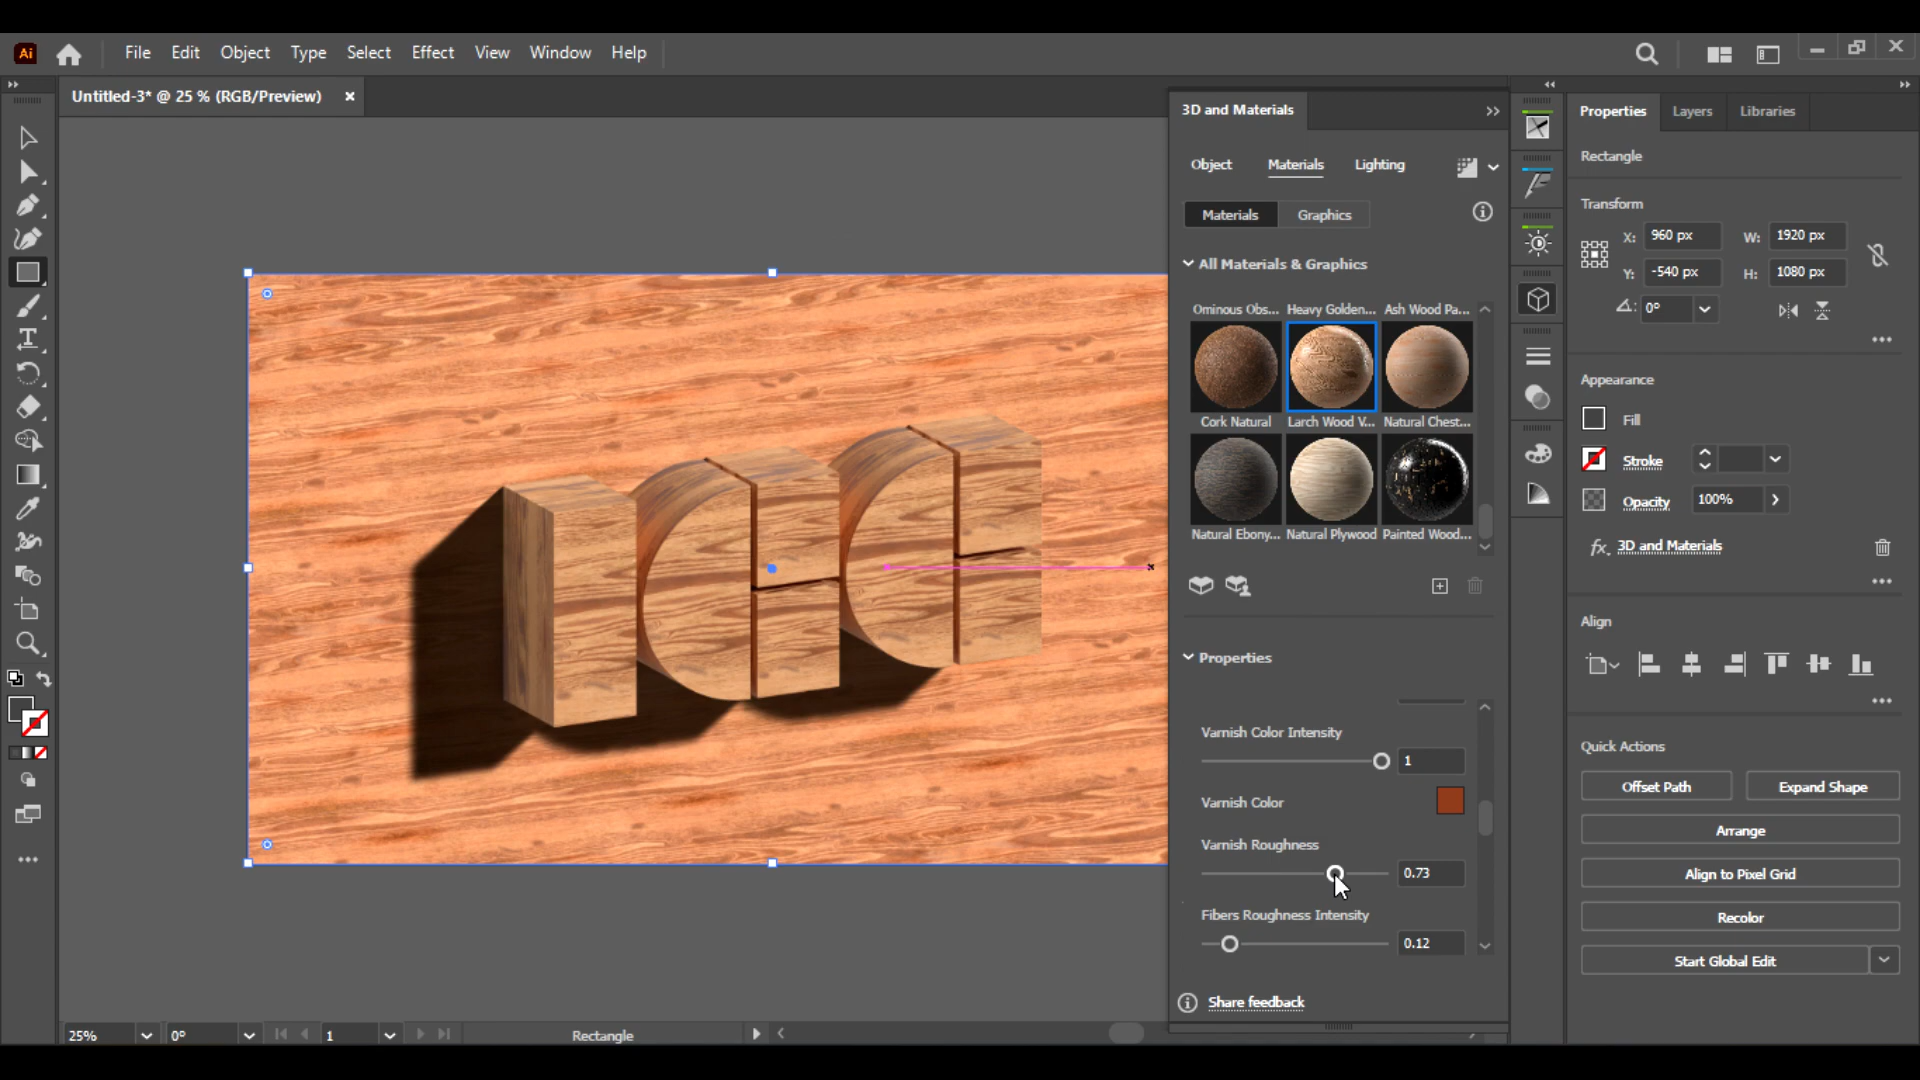 Ai File Edit Object Type Select Effect View Window Help
Untitled-3* @ 25 % (RGB/Preview) ×
3D and Materials
Object Materials Lighting
Materials Graphics
All Materials & Graphics
Ominous Obs... Heavy Golden... Ash Wood Pa...
Cork Natural Larch Wood V... Natural Chest...
Natural Ebony... Natural Plywood Painted Wood...
Properties
Varnish Color Intensity
1
Varnish Color
Varnish Roughness
0.73
Fibers Roughness Intensity
0.12
Share feedback
Properties Layers Libraries
Rectangle
Transform
X: 960 px W: 1920 px
Y: -540 px H: 1080 px
0°
Appearance
Fill
Stroke
Opacity 100%
fx. 3D and Materials
Align
Quick Actions
Offset Path Expand Shape
Arrange
Align to Pixel Grid
Recolor
Start Global Edit
25% 0° 1 Rectangle